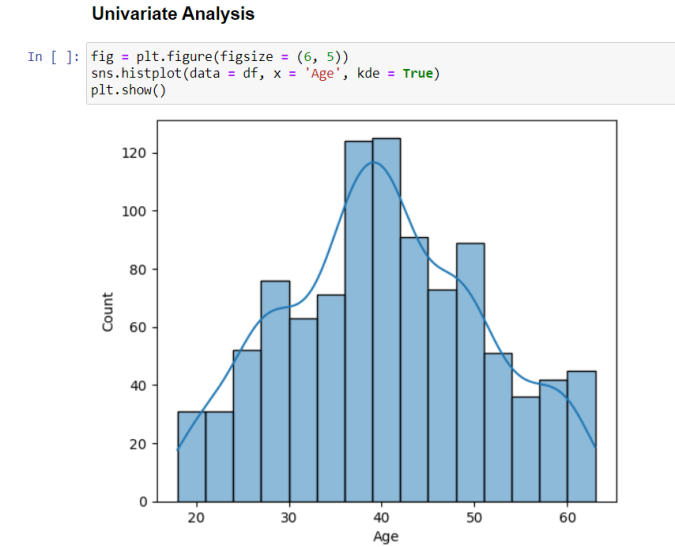 Univariate Analysis
In [ ]: fig = plt.figure(figsize = (6, 5))
sns.histplot(data = df, x = 'Age', kde = True)
plt.show()
120
100
80
60
40
20
0
Count
20 30 40 50 60
Age